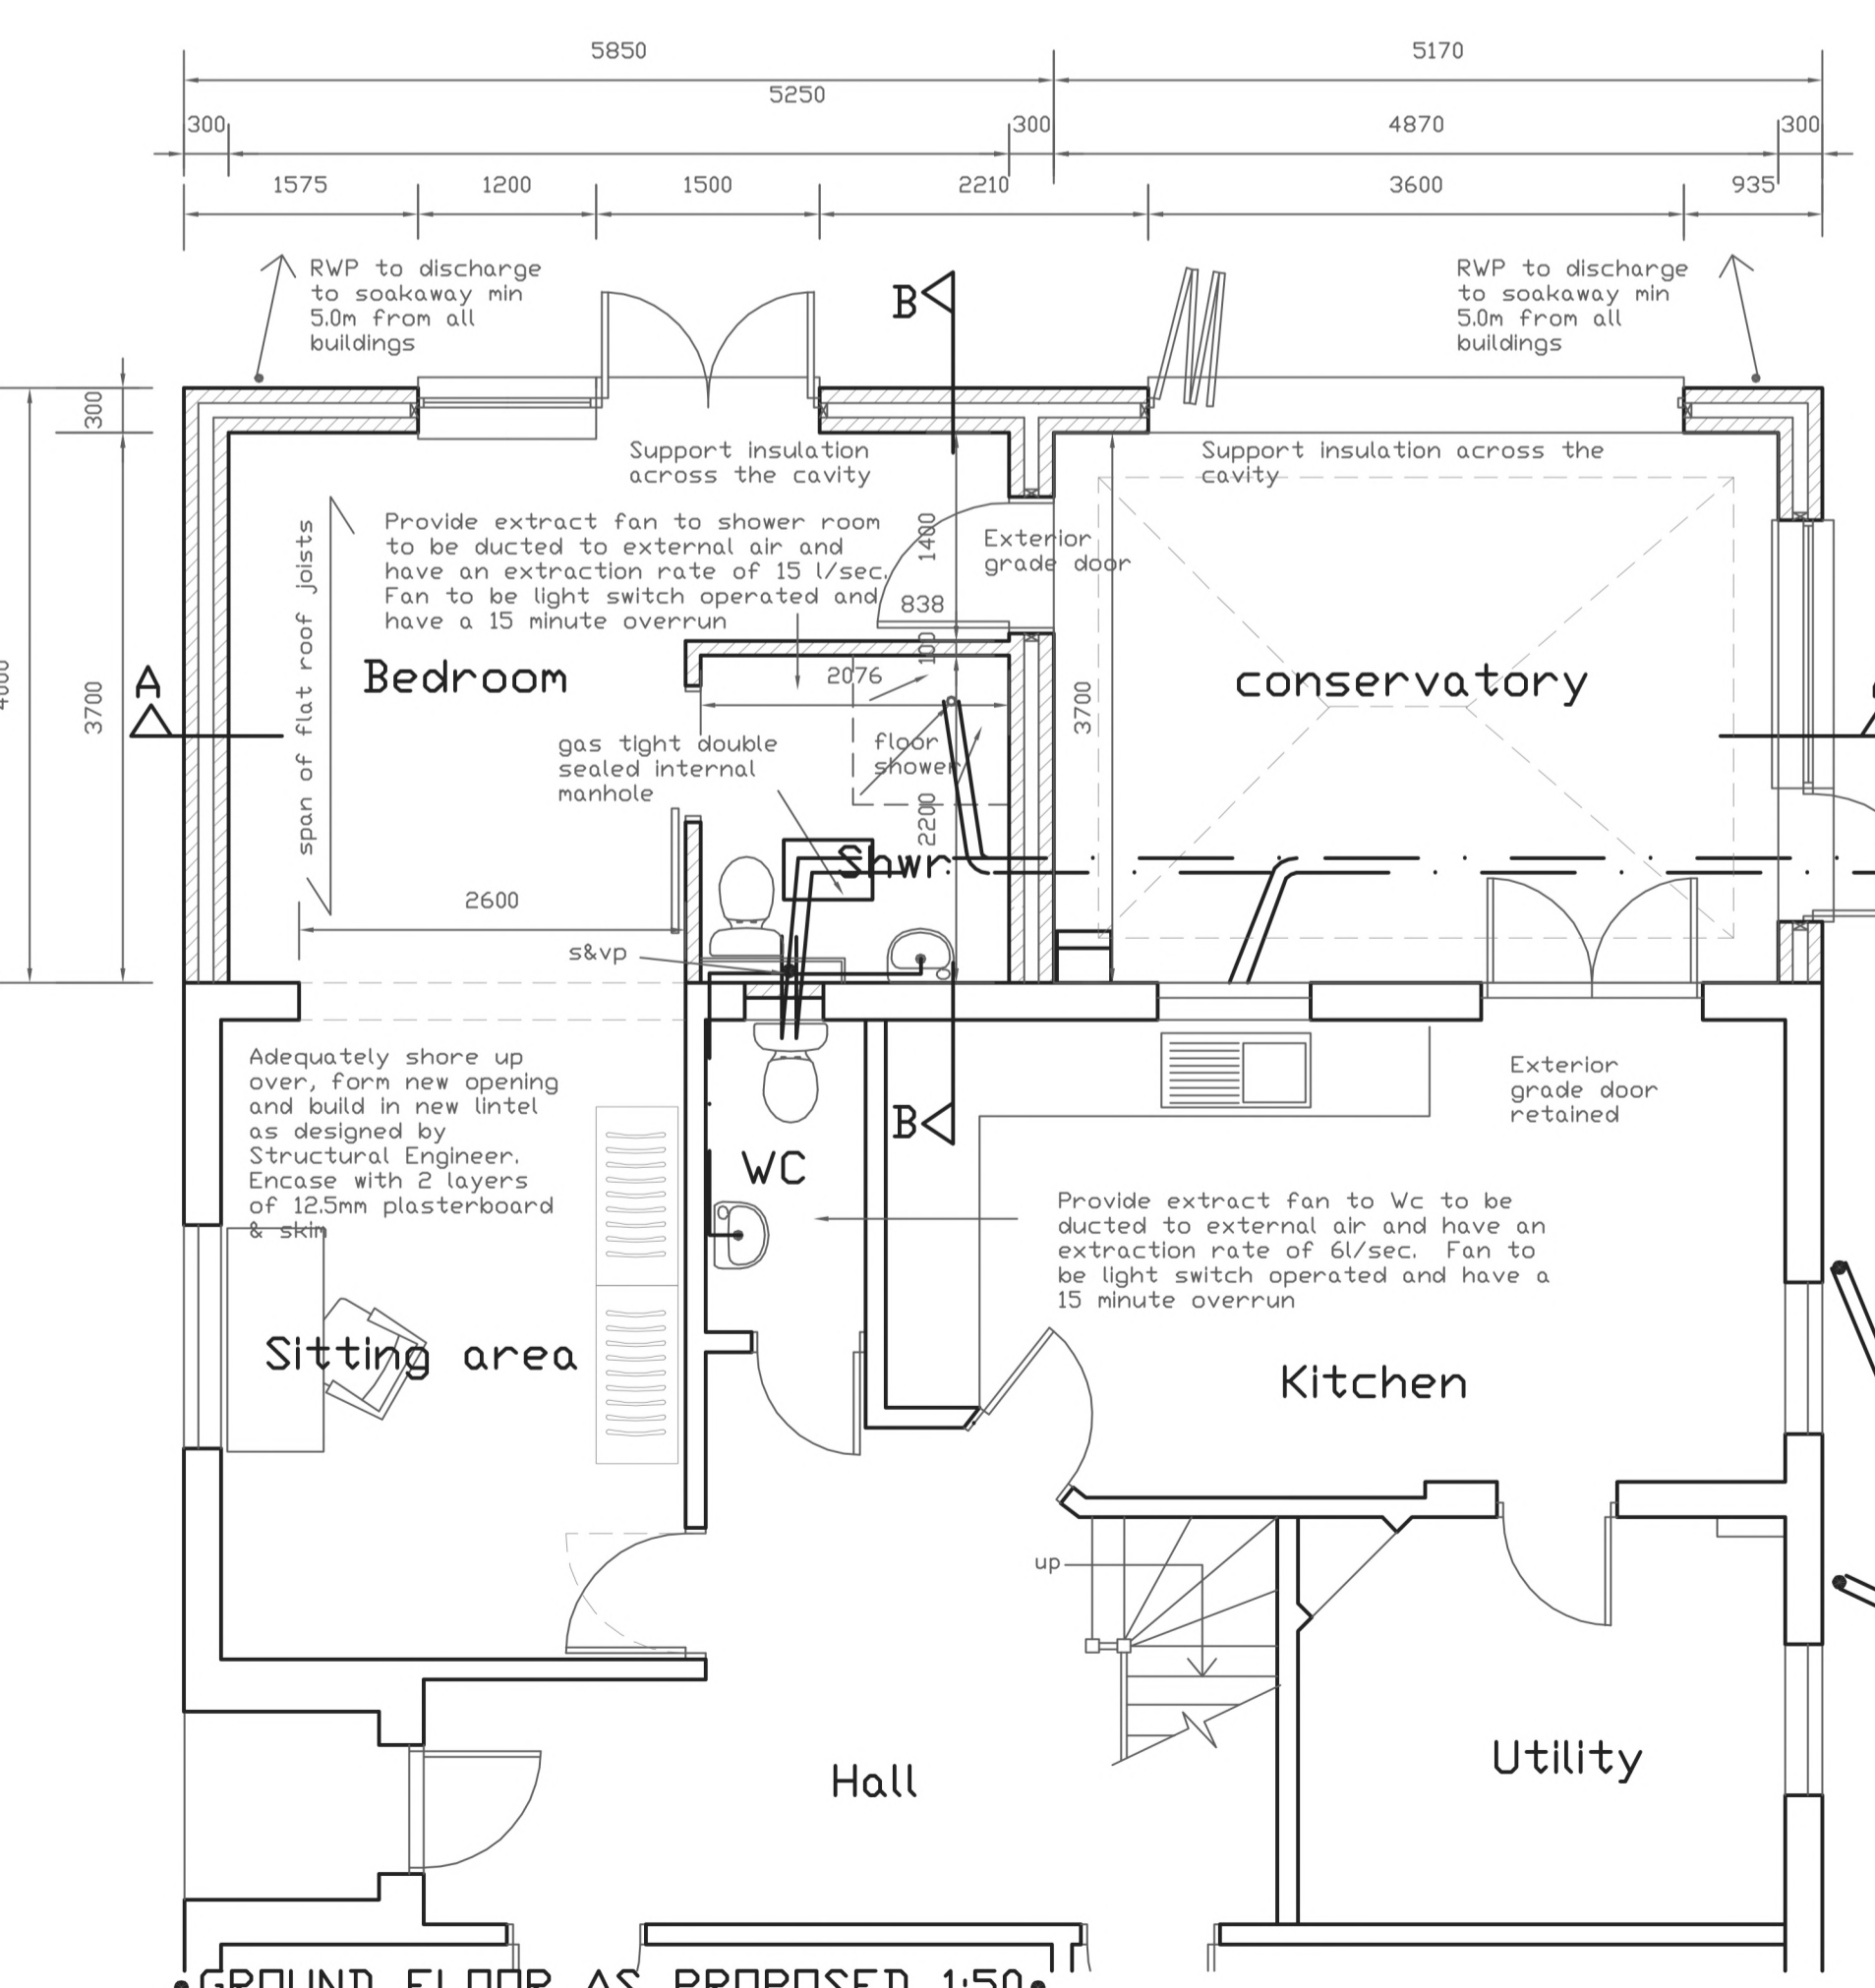 5850
5170
5250
300
300
4870
300
1575
1200
1500
2210
3600
935
RWP to discharge
to soakaway min
5.0m from all
buildings
B
RWP to discharge
to soakaway min
5.0m from all
buildings
300
Support insulation
across the cavity
Support insulation across the
cavity
Provide extract fan to shower room
to be ducted to external air and
have an extraction rate of 15 l/sec.
Fan to be light switch operated and
have a 15 minute overrun
1400
Exterior
grade door
838
100
span of flat roof joists
A
3700
Bedroom
2076
3700
conservatory
gas tight double
sealed internal
manhole
floor
shower
2200
Shwr
2600
s&vp
Adequately shore up
over, form new opening
and build in new lintel
as designed by
Structural Engineer.
Encase with 2 layers
of 12.5mm plasterboard
& skim
B
WC
Exterior
grade door
retained
Provide extract fan to Wc to be
ducted to external air and have an
extraction rate of 6l/sec. Fan to
be light switch operated and have a
15 minute overrun
Sitting area
Kitchen
up
Hall
Utility
GROUND FLOOR AS PROPOSED 1:50